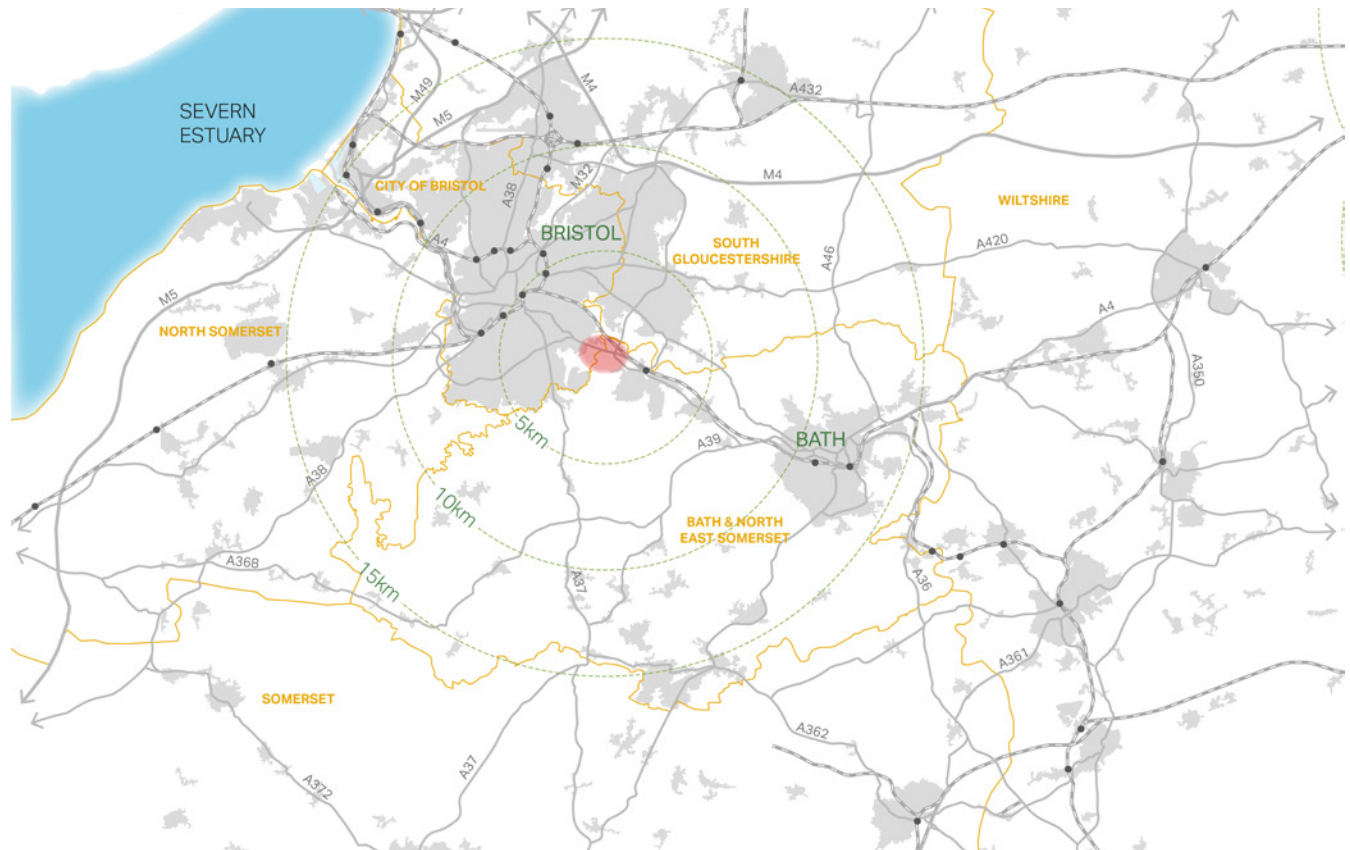 SEVERN
ESTUARY
M49
M5
M4
A432
CITY OF BRISTOL
A38
M32
M4
WILTSHIRE
BRISTOL
A4
SOUTH
GLOUCESTERSHIRE
A46
A420
M5
NORTH SOMERSET
A4
A350
5km
A39
BATH
A38
10km
BATH & NORTH
EAST SOMERSET
A368
15km
A37
A36
A361
SOMERSET
A362
A37
A372